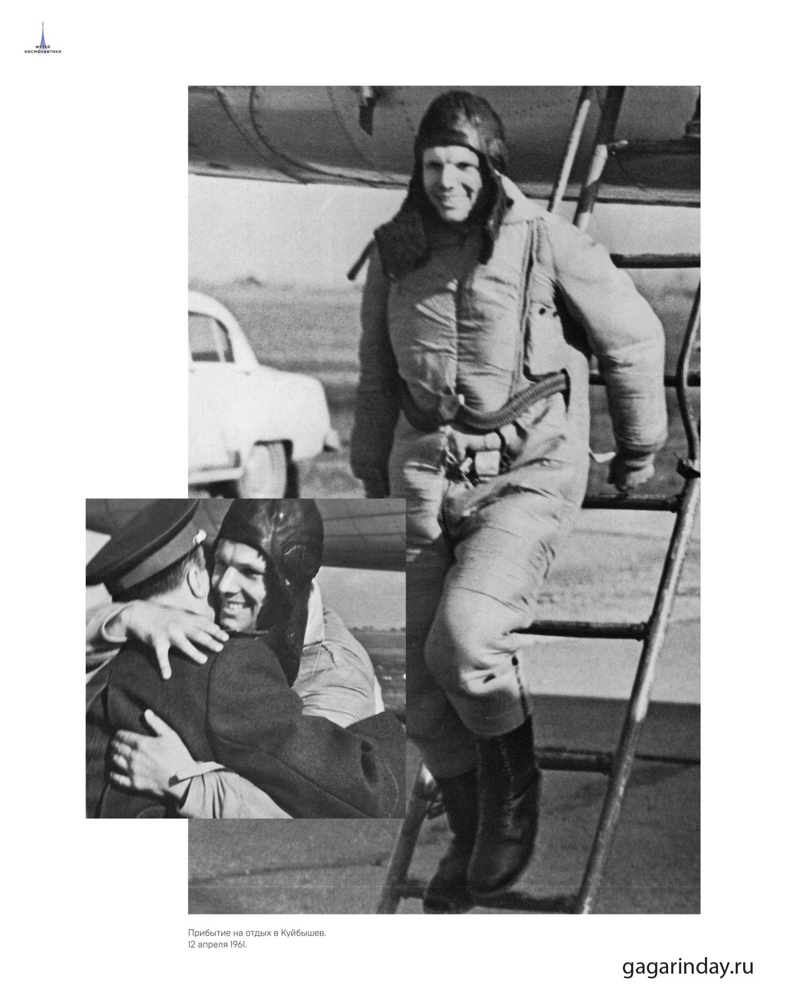 МУЗЕЙ
КОСМОНАВТИКИ
Прибытие на отдых в Куйбышев.
12 апреля 1961.
gagarinday.ru